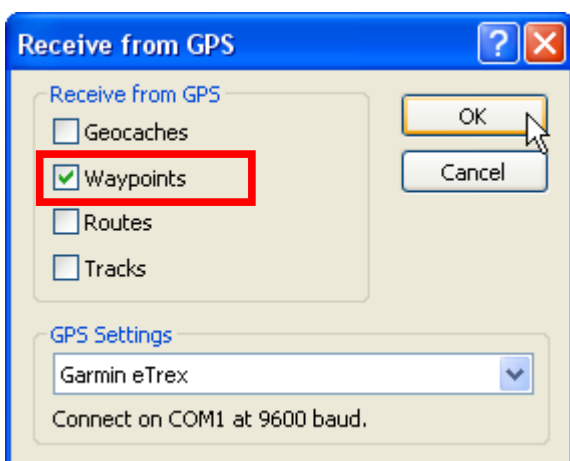 Receive from GPS
Receive from GPS
Geocaches
Waypoints
Routes
Tracks
OK
Cancel
GPS Settings
Garmin eTrex
Connect on COM1 at 9600 baud.